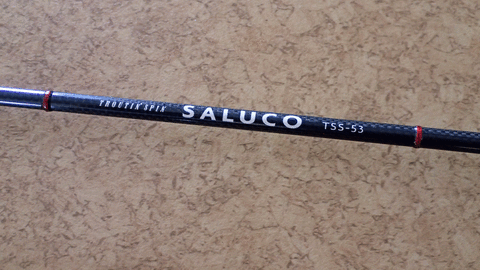 TROUTIN SPIN SALUCO TSS-53